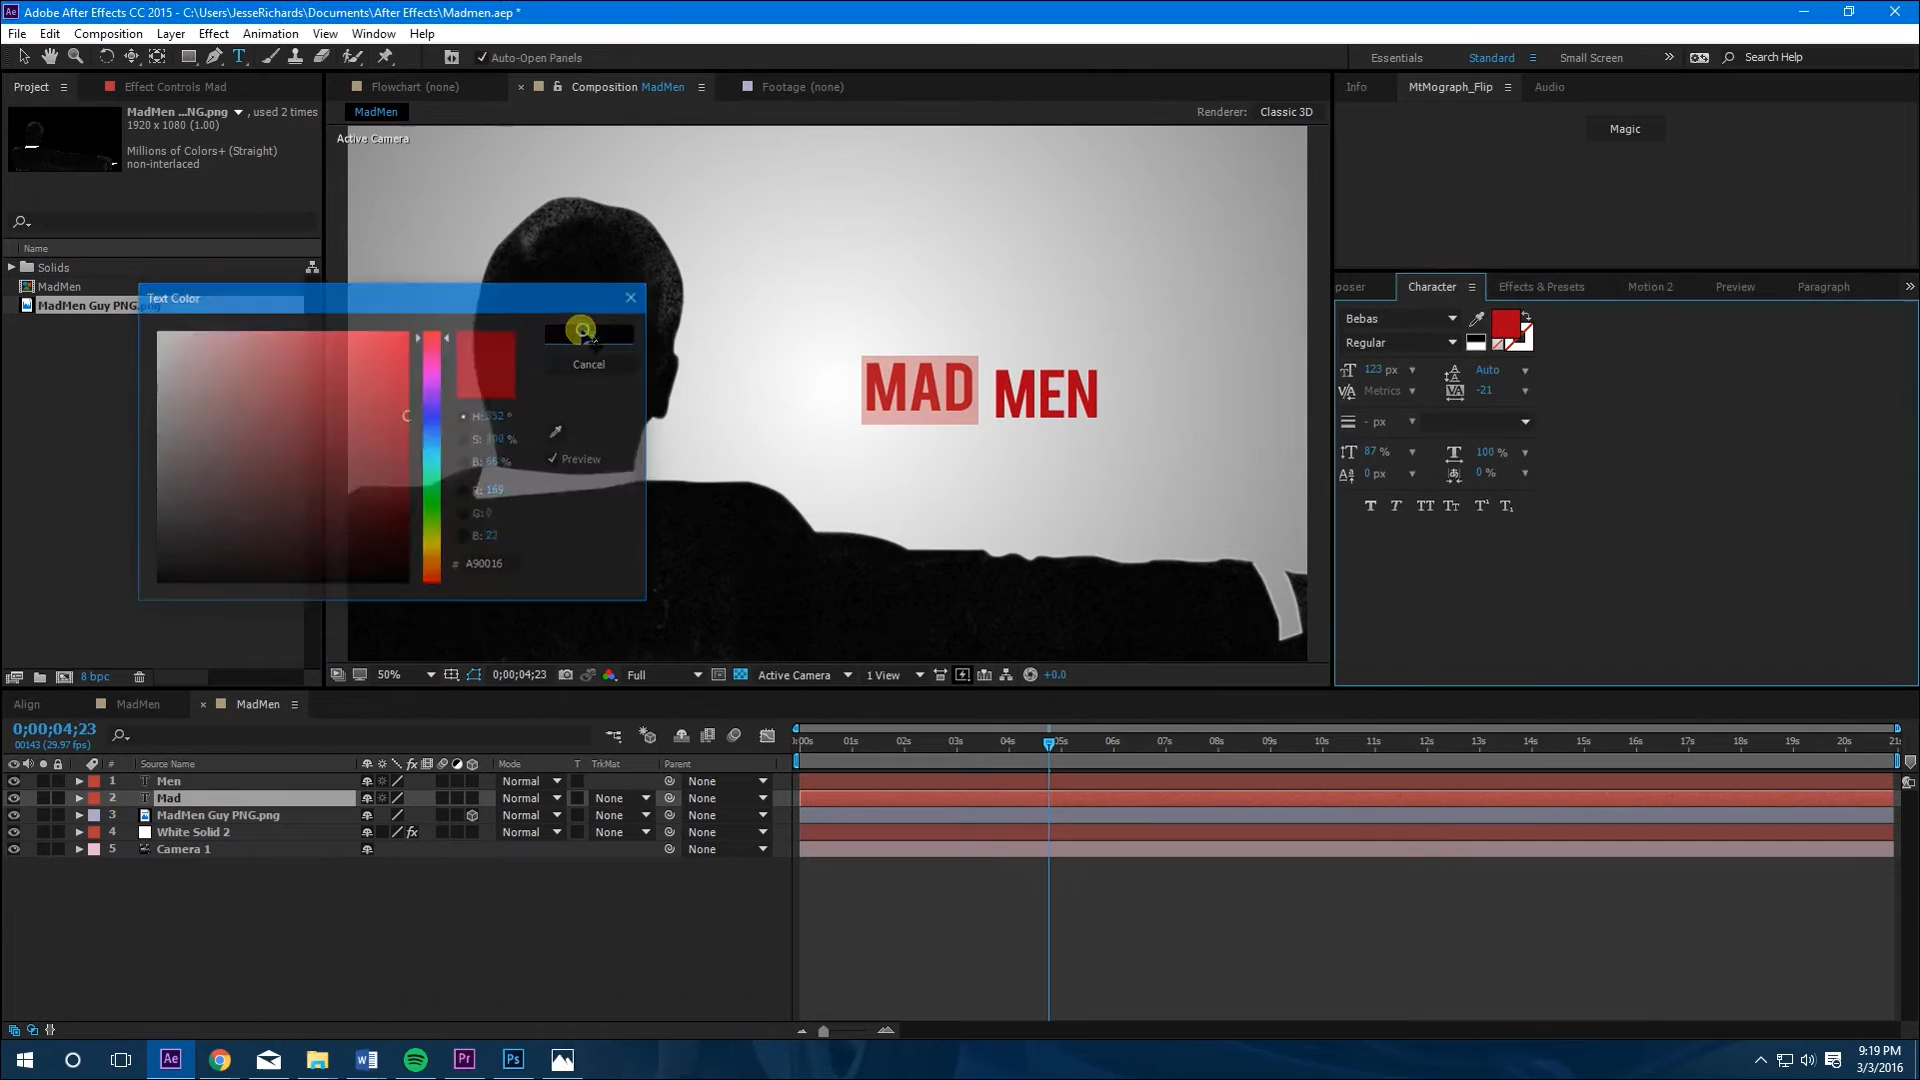 Adobe After Effects CC 2015 - C:\Users\JesseRichards\Documents\After Effects\Madmen.aep *
File Edit Composition Layer Effect Animation View Window Help
Auto-Open Panels Essentials Standard Small Screen Search Help
Project Effect Controls Mad Flowchart (none) Composition MadMen Footage (none) Info MtMograph_Flip Audio
MadMen ...NG.png , used 2 times
1920 x 1080 (1.00)
Millions of Colors+ (Straight)
non-interlaced
MadMen Renderer: Classic 3D
Active Camera
Magic
Name
Solids
MadMen
MadMen Guy PNG.png
Text Color
Cancel
H: 352 °
S: 100 %
B: 66 %
Preview
R: 169
G: 0
B: 22
# A90016
MAD MEN
poser Character Effects & Presets Motion 2 Preview Paragraph
Bebas
Regular
123 px Auto
Metrics -21
- px
87 % 100 %
0 px 0 %
8 bpc
50% 0;00;04;23 Full Active Camera 1 View +0.0
Align MadMen MadMen
0;00;04;23
00143 (29.97 fps)
:00s 01s 02s 03s 04s 05s 06s 07s 08s 09s 10s 11s 12s 13s 14s 15s 16s 17s 18s 19s 20s 21s
# Source Name Mode T TrkMat Parent
1 Men Normal None
2 Mad Normal None None
3 MadMen Guy PNG.png Normal None None
4 White Solid 2 Normal None None
5 Camera 1 None
9:19 PM
3/3/2016